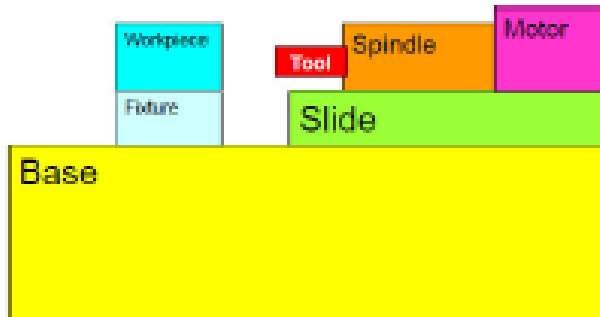 Workpiece
Spindle
Motor
Tool
Fixture
Slide
Base